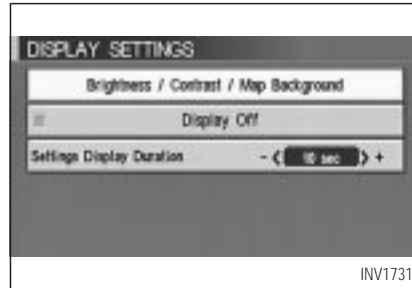 DISPLAY SETTINGS
Brightness / Contrast / Map Background
Display Off
Settings Display Duration - 10 sec +
INV1731